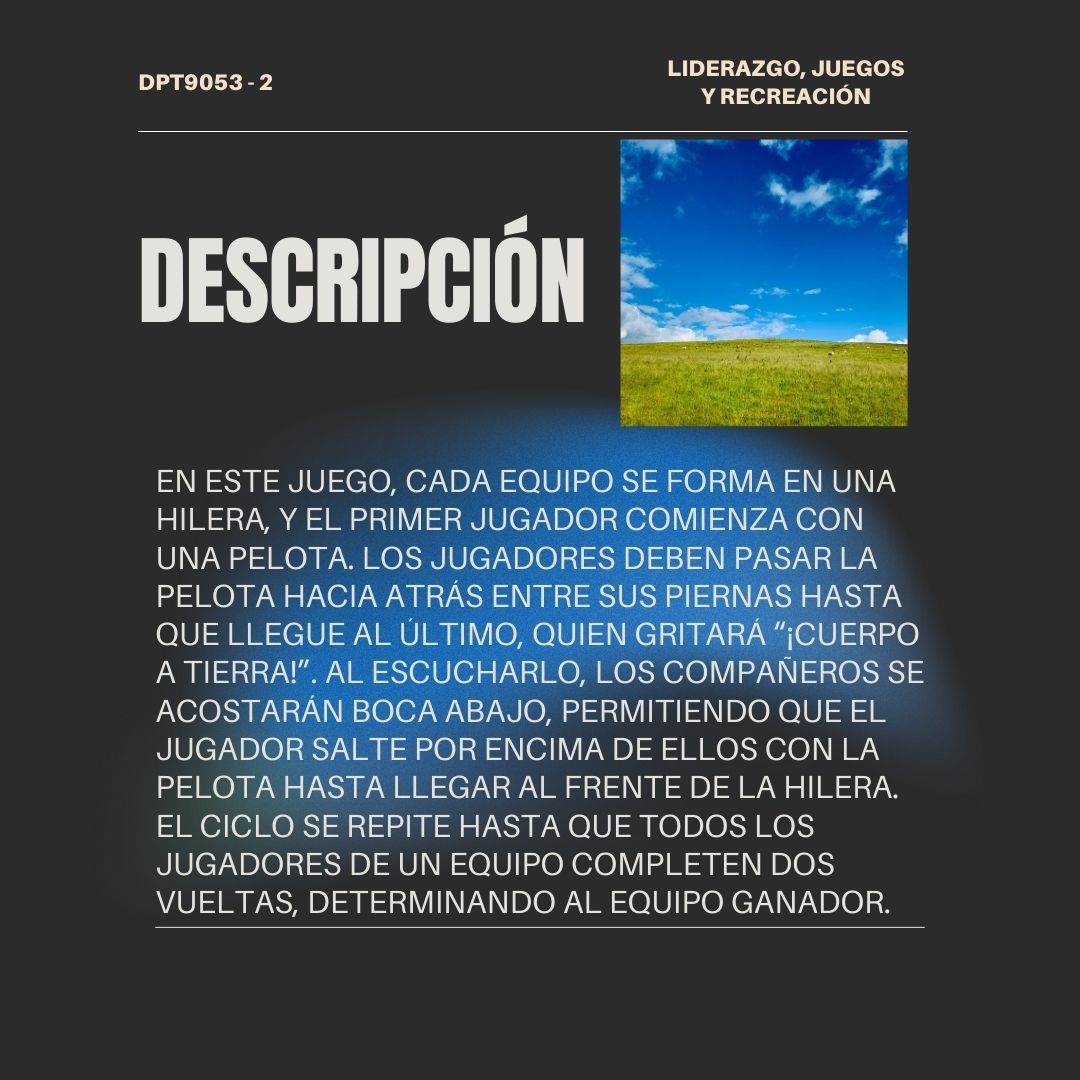 DPT9053 - 2
LIDERAZGO, JUEGOS
Y RECREACIÓN
DESCRIPCIÓN
EN ESTE JUEGO, CADA EQUIPO SE FORMA EN UNA
HILERA, Y EL PRIMER JUGADOR COMIENZA CON
UNA PELOTA. LOS JUGADORES DEBEN PASAR LA
PELOTA HACIA ATRÁS ENTRE SUS PIERNAS HASTA
QUE LLEGUE AL ÚLTIMO, QUIEN GRITARÁ “¡CUERPO
A TIERRA!”. AL ESCUCHARLO, LOS COMPAÑEROS SE
ACOSTARÁN BOCA ABAJO, PERMITIENDO QUE EL
JUGADOR SALTE POR ENCIMA DE ELLOS CON LA
PELOTA HASTA LLEGAR AL FRENTE DE LA HILERA.
EL CICLO SE REPITE HASTA QUE TODOS LOS
JUGADORES DE UN EQUIPO COMPLETEN DOS
VUELTAS, DETERMINANDO AL EQUIPO GANADOR.